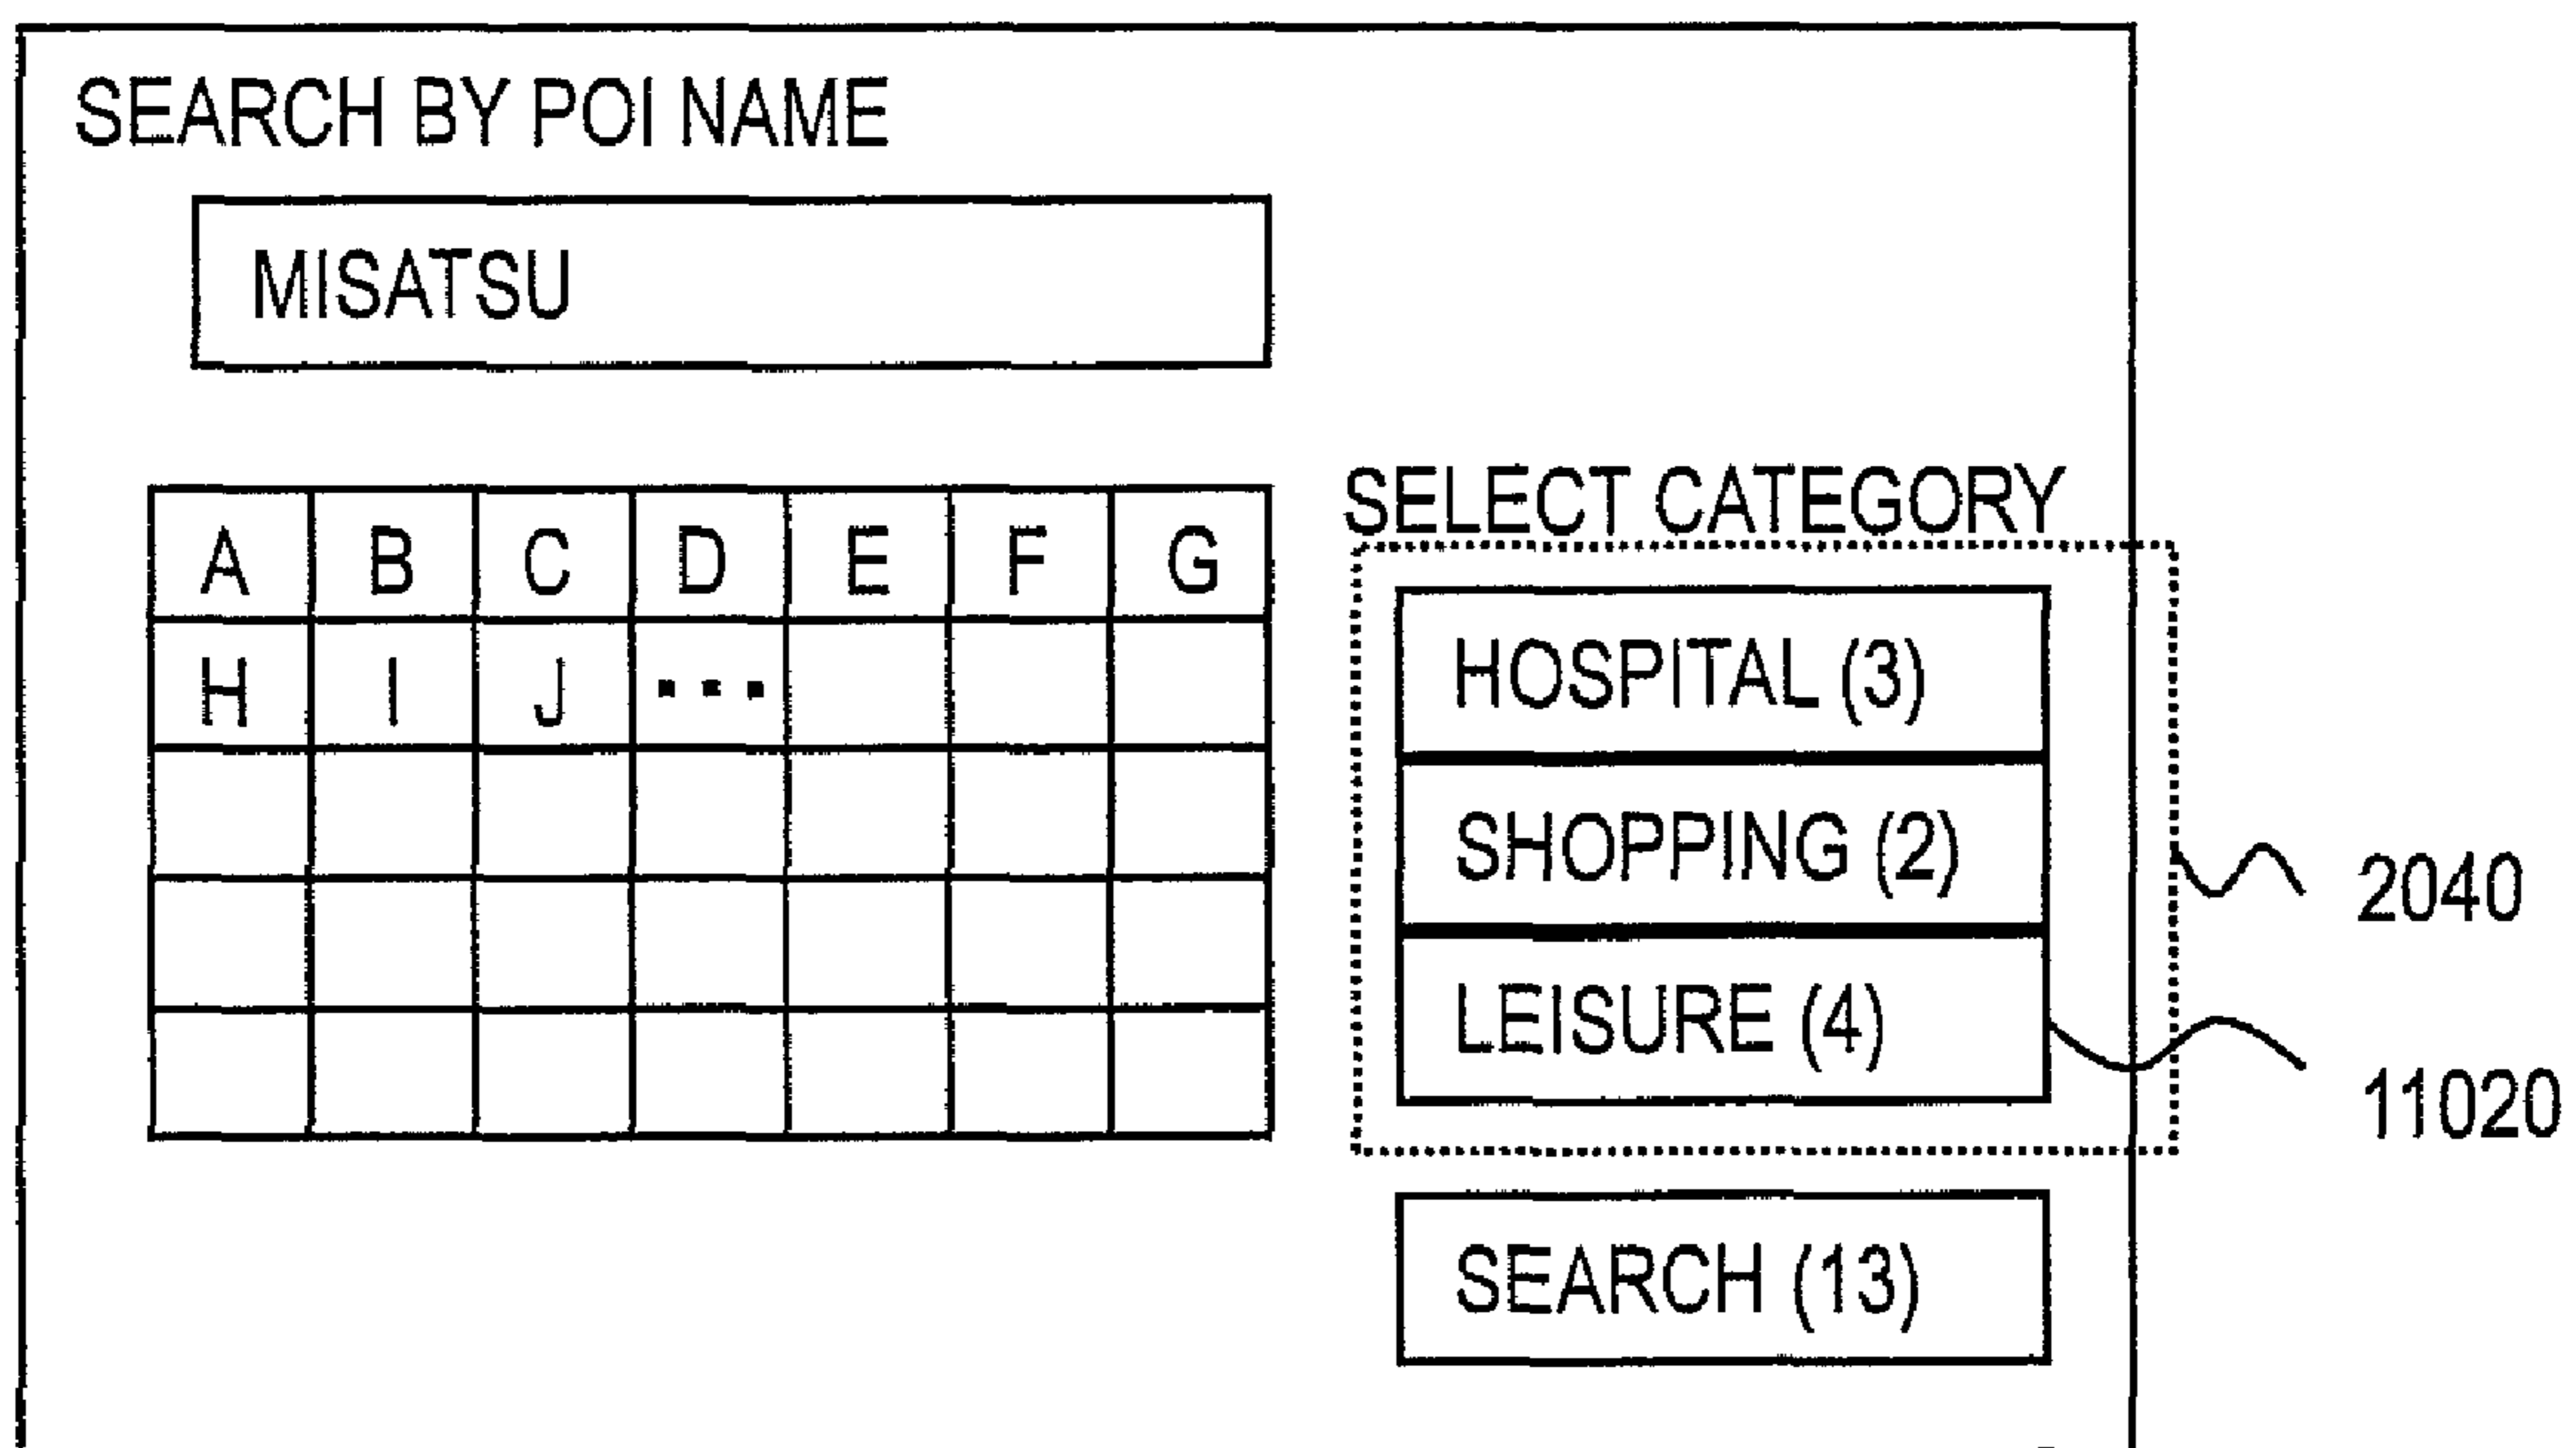 SEARCH BY POI NAME
MISATSU
A B C D E F G
H I J ...
SELECT CATEGORY
HOSPITAL (3)
SHOPPING (2)
LEISURE (4)
SEARCH (13)
2040
11020